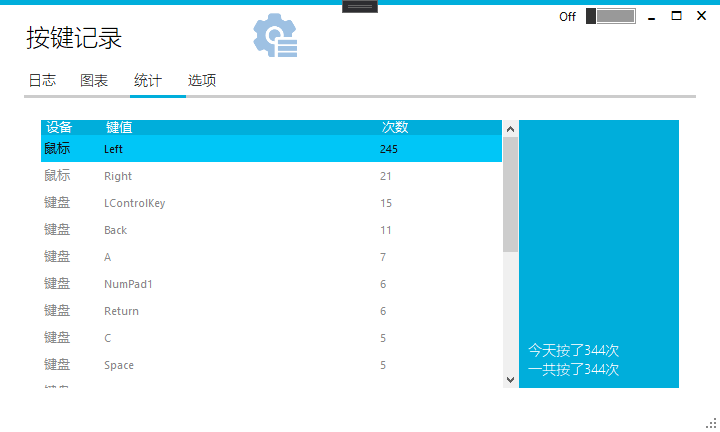 Off
按键记录
日志 图表 统计 选项
设备 键值 次数
鼠标 Left 245
鼠标 Right 21
键盘 LControlKey 15
键盘 Back 11
键盘 A 7
键盘 NumPad1 6
键盘 Return 6
键盘 C 5
键盘 Space 5
今天按了344次
一共按了344次